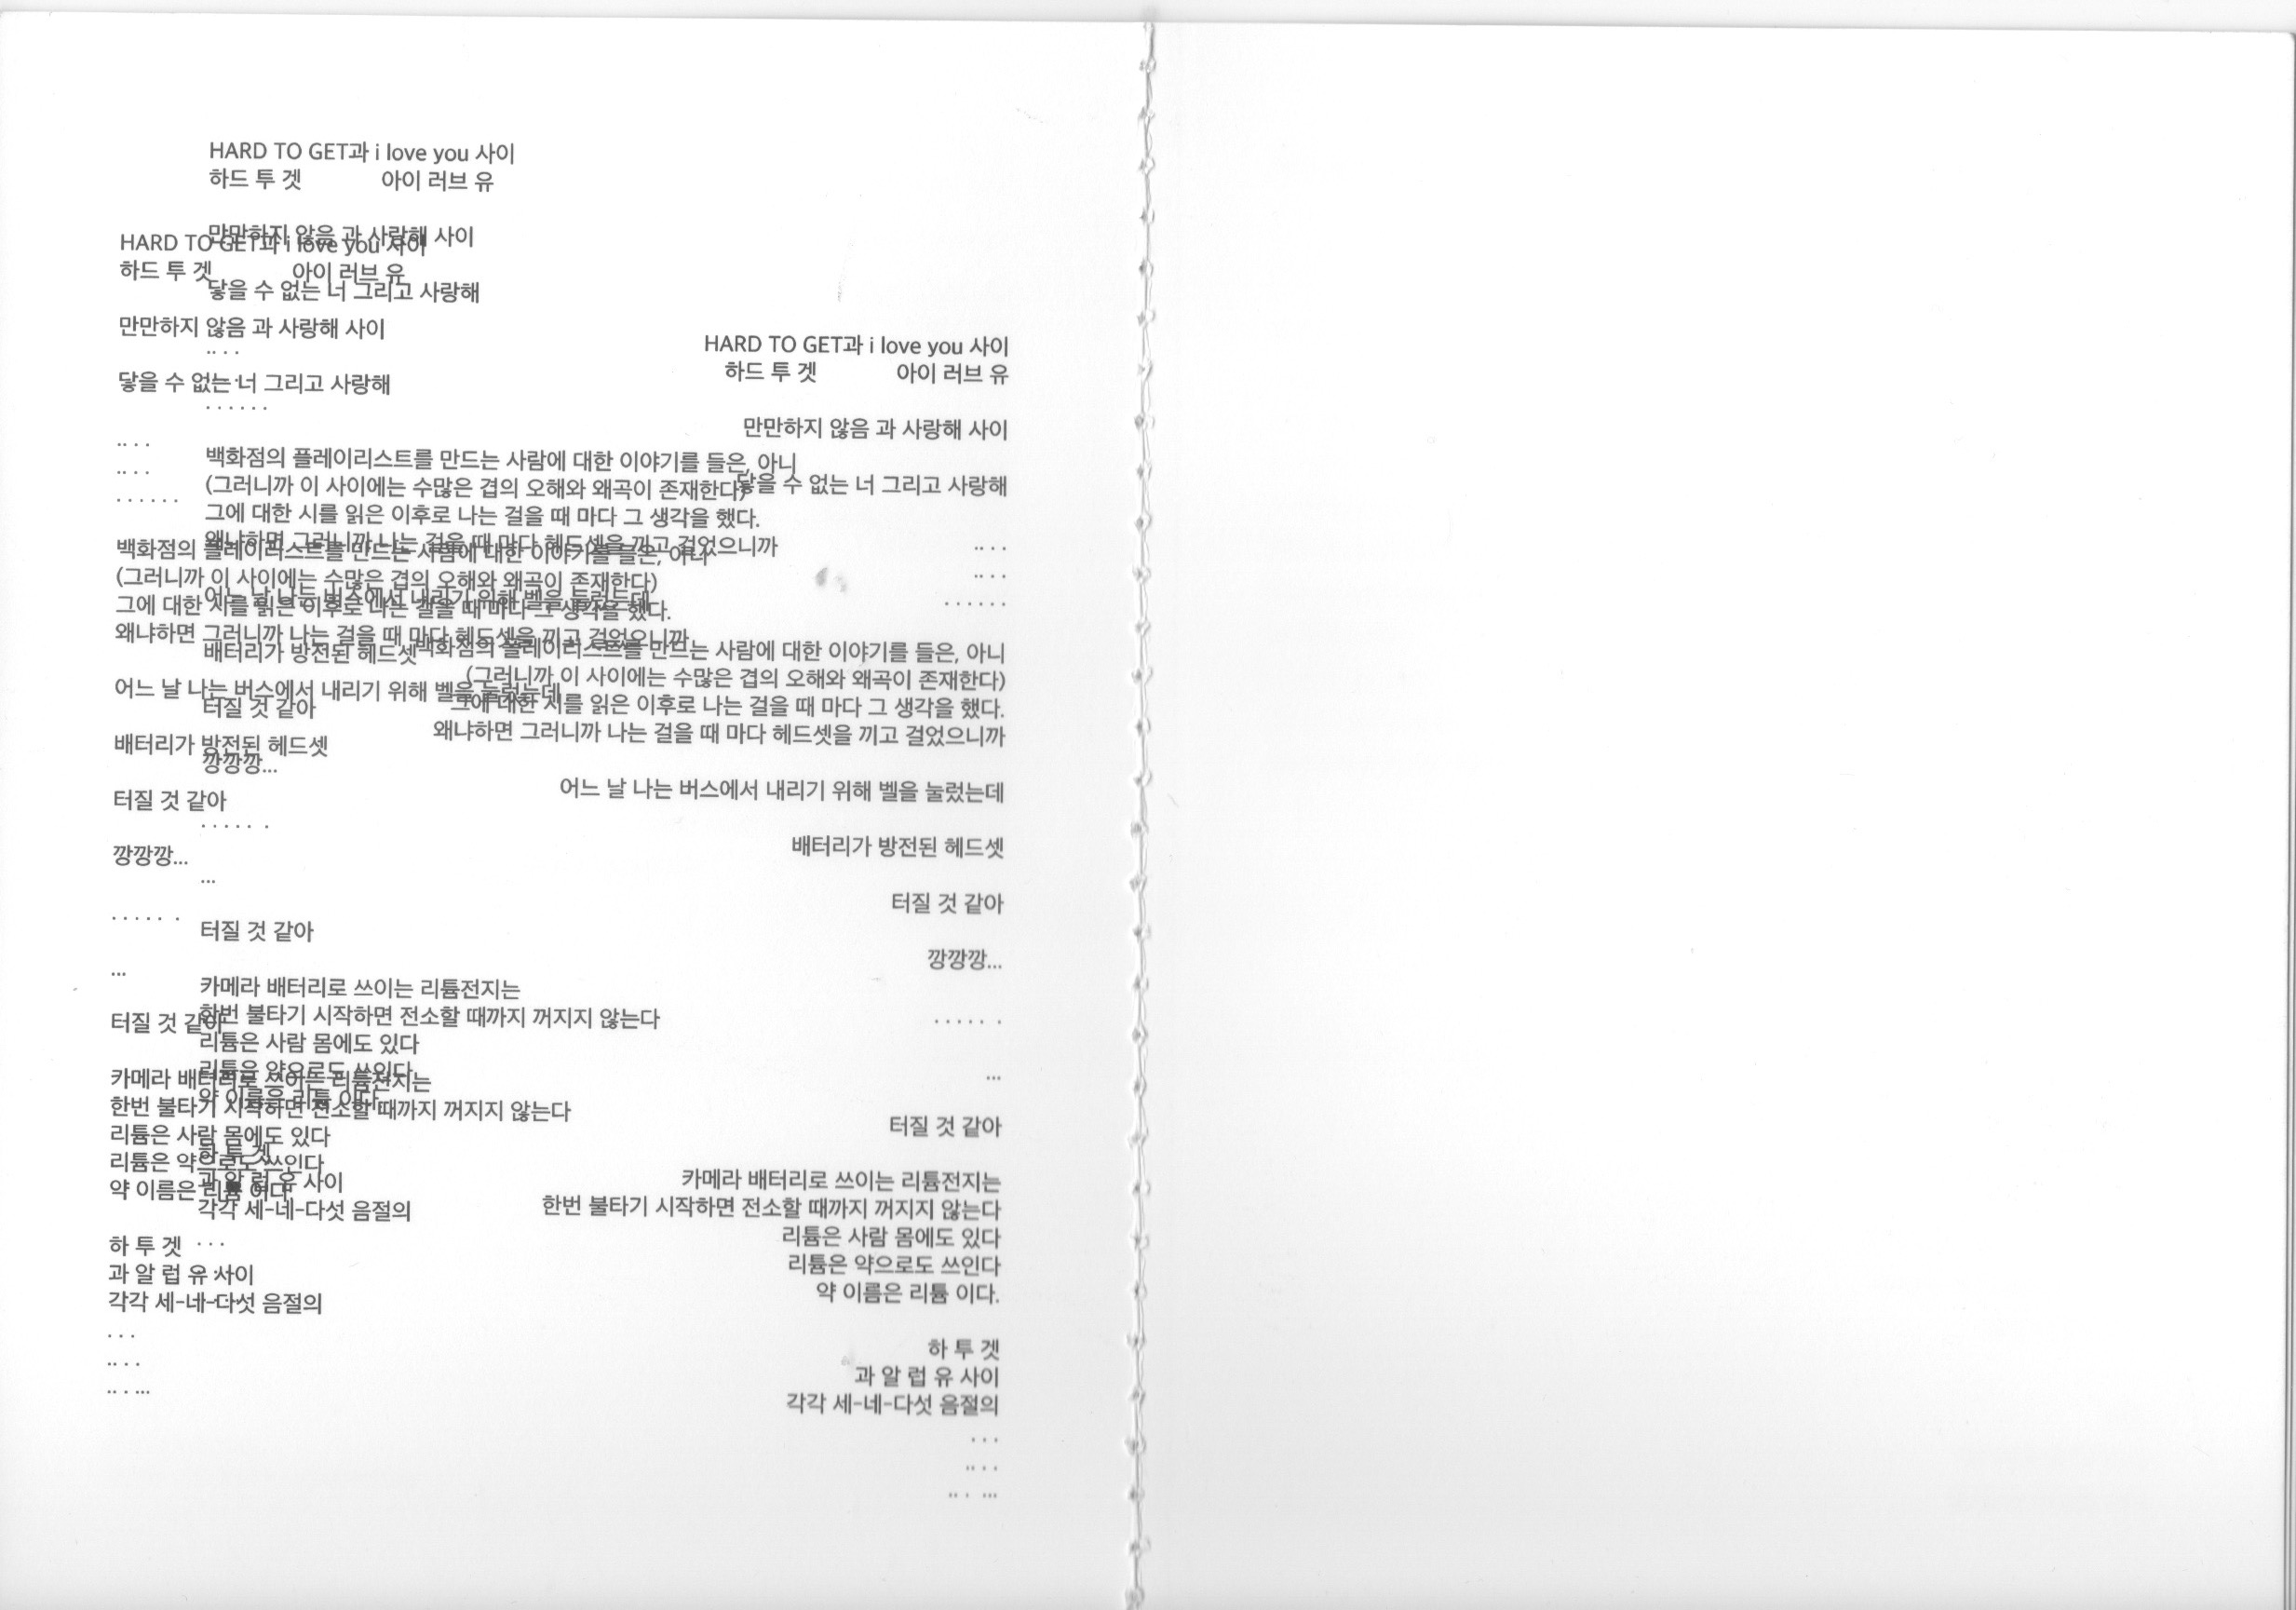 HARD TO GET과 i love you 사이
하드 투 겟 아이 러브 유
만만하지 않음 과 사랑해 사이
닿을 수 없는 너 그리고 사랑해
.. . .
.. . .
. . . . . .
백화점의 플레이리스트를 만드는 사람에 대한 이야기를 들은, 아니
(그러니까 이 사이에는 수많은 겹의 오해와 왜곡이 존재한다)
그에 대한 시를 읽은 이후로 나는 걸을 때 마다 그 생각을 했다.
왜냐하면 그러니까 나는 걸을 때 마다 헤드셋을 끼고 걸었으니까
어느 날 나는 버스에서 내리기 위해 벨을 눌렀는데
배터리가 방전된 헤드셋
터질 것 같아
깡깡깡...
. . . . . .
...
터질 것 같아
카메라 배터리로 쓰이는 리튬전지는
한번 불타기 시작하면 전소할 때까지 꺼지지 않는다
리튬은 사람 몸에도 있다
리튬은 약으로도 쓰인다
약 이름은 리튬 이다.
하 투 겟
과 알 럽 유 사이
각각 세-네-다섯 음절의
. . .
HARD TO GET과 i love you 사이
하드 투 겟 아이 러브 유
만만하지 않음 과 사랑해 사이
닿을 수 없는 너 그리고 사랑해
.. . .
.. . .
. . . . . .
백화점의 플레이리스트를 만드는 사람에 대한 이야기를 들은, 아니
(그러니까 이 사이에는 수많은 겹의 오해와 왜곡이 존재한다)
그에 대한 시를 읽은 이후로 나는 걸을 때 마다 그 생각을 했다.
왜냐하면 그러니까 나는 걸을 때 마다 헤드셋을 끼고 걸었으니까
어느 날 나는 버스에서 내리기 위해 벨을 눌렀는데
배터리가 방전된 헤드셋
터질 것 같아
깡깡깡...
. . . . . .
...
터질 것 같아
카메라 배터리로 쓰이는 리튬전지는
한번 불타기 시작하면 전소할 때까지 꺼지지 않는다
리튬은 사람 몸에도 있다
리튬은 약으로도 쓰인다
약 이름은 리튬 이다.
하 투 겟
과 알 럽 유 사이
각각 세-네-다섯 음절의
. . .
.. . .
.. . ...
HARD TO GET과 i love you 사이
하드 투 겟 아이 러브 유
만만하지 않음 과 사랑해 사이
닿을 수 없는 너 그리고 사랑해
.. . .
.. . .
. . . . . .
백화점의 플레이리스트를 만드는 사람에 대한 이야기를 들은, 아니
(그러니까 이 사이에는 수많은 겹의 오해와 왜곡이 존재한다)
그에 대한 시를 읽은 이후로 나는 걸을 때 마다 그 생각을 했다.
왜냐하면 그러니까 나는 걸을 때 마다 헤드셋을 끼고 걸었으니까
어느 날 나는 버스에서 내리기 위해 벨을 눌렀는데
배터리가 방전된 헤드셋
터질 것 같아
깡깡깡...
. . . . . .
...
터질 것 같아
카메라 배터리로 쓰이는 리튬전지는
한번 불타기 시작하면 전소할 때까지 꺼지지 않는다
리튬은 사람 몸에도 있다
리튬은 약으로도 쓰인다
약 이름은 리튬 이다.
하 투 겟
과 알 럽 유 사이
각각 세-네-다섯 음절의
. . .
.. . .
.. . ...